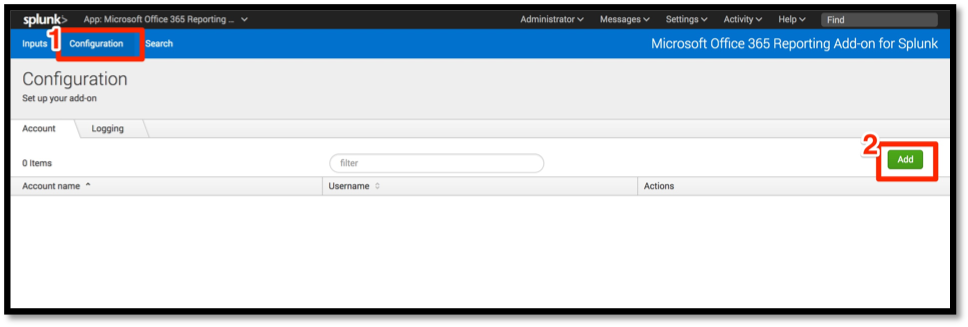 splunk> App: Microsoft Office 365 Reporting ... Administrator Messages Settings Activity Help Find
1
Inputs Configuration Search Microsoft Office 365 Reporting Add-on for Splunk
Configuration
Set up your add-on
Account Logging
2
0 Items filter Add
Account name Username Actions